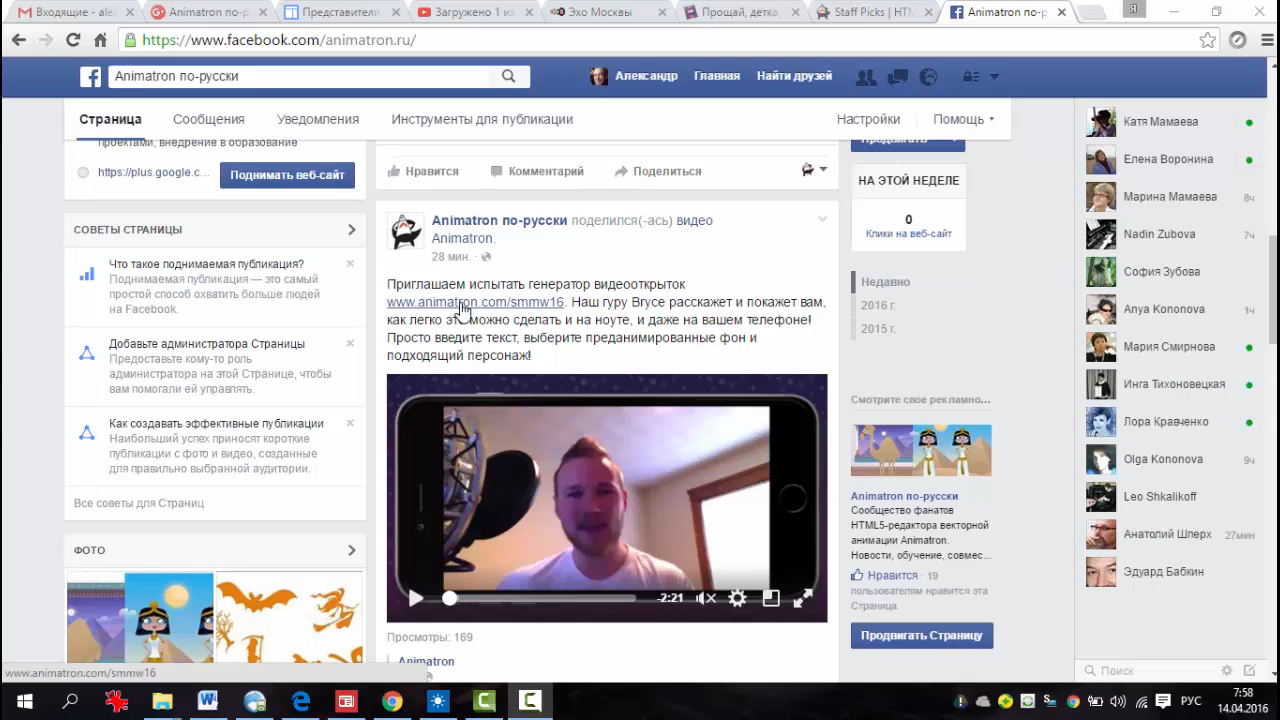 Входящие - ale
Animatron по-р
Представители
Загружено 1 из
Эхо Москвы
Прощай, детка,
Staff Picks | HTM
Animatron по-р
Я
https://www.facebook.com/animatron.ru/
Animatron по-русски
Александр
Главная
Найти друзей
Страница
Сообщения
Уведомления
Инструменты для публикации
Настройки
Помощь
проектами, внедрение в образование
https://plus.google.c...
Поднимать веб-сайт
СОВЕТЫ СТРАНИЦЫ
Что такое поднимаемая публикация?
Поднимаемая публикация — это самый
простой способ охватить больше людей
на Facebook.
Добавьте администратора Страницы
Предоставьте кому-то роль
администратора на этой Странице, чтобы
вам помогали ей управлять.
Как создавать эффективные публикации
Наибольший успех приносят короткие
публикации с фото и видео, созданные
для правильно выбранной аудитории.
Все советы для Страниц
ФОТО
Нравится
Комментарий
Поделиться
Animatron по-русски поделился(-ась) видео
Animatron.
28 мин.
Приглашаем испытать генератор видеооткрыток
www.animatron.com/smmw16. Наш гуру Bryce расскажет и покажет вам,
как легко это можно сделать и на ноуте, и даже на вашем телефоне!
Просто введите текст, выберите преданимированные фон и
подходящий персонаж!
-2:21
Просмотры: 169
Animatron
Продвигать
НА ЭТОЙ НЕДЕЛЕ
0
Клики на веб-сайт
Недавно
2016 г.
2015 г.
Смотрите свое рекламно...
Animatron по-русски
Сообщество фанатов
HTML5-редактора векторной
анимации Animatron.
Новости, обучение, совмес...
Нравится · 19
пользователям нравится эта
Страница.
Продвигать Страницу
Катя Мамаева
Елена Воронина
Марина Мамаева 8ч
Nadin Zubova 7ч
София Зубова
Anya Kononova 1ч
Мария Смирнова
Инга Тихоновецкая
Лора Кравченко
Olga Kononova 9ч
Leo Shkalikoff
Анатолий Шперх 27мин
Эдуард Бабкин
Поиск
www.animatron.com/smmw16
РУС
7:58
14.04.2016